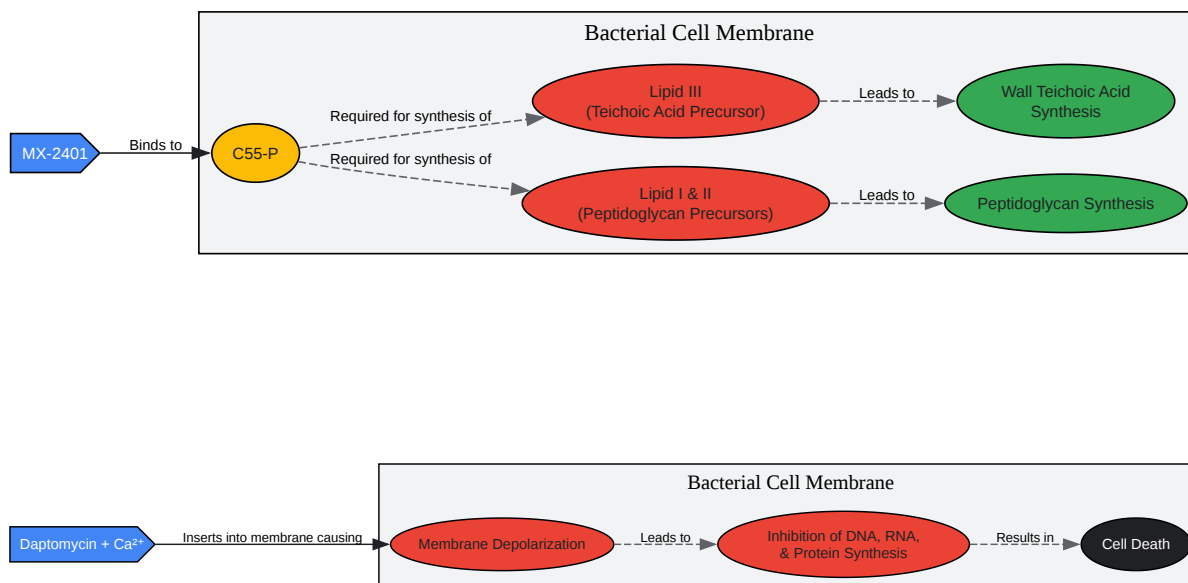 Bacterial Cell Membrane
MX-2401
Binds to
C55-P
Required for synthesis of
Required for synthesis of
Lipid III
(Teichoic Acid Precursor)
Leads to
Wall Teichoic Acid
Synthesis
Lipid I & II
(Peptidoglycan Precursors)
Leads to
Peptidoglycan Synthesis
Bacterial Cell Membrane
Daptomycin + Ca²⁺
Inserts into membrane causing
Membrane Depolarization
Leads to
Inhibition of DNA, RNA,
& Protein Synthesis
Results in
Cell Death